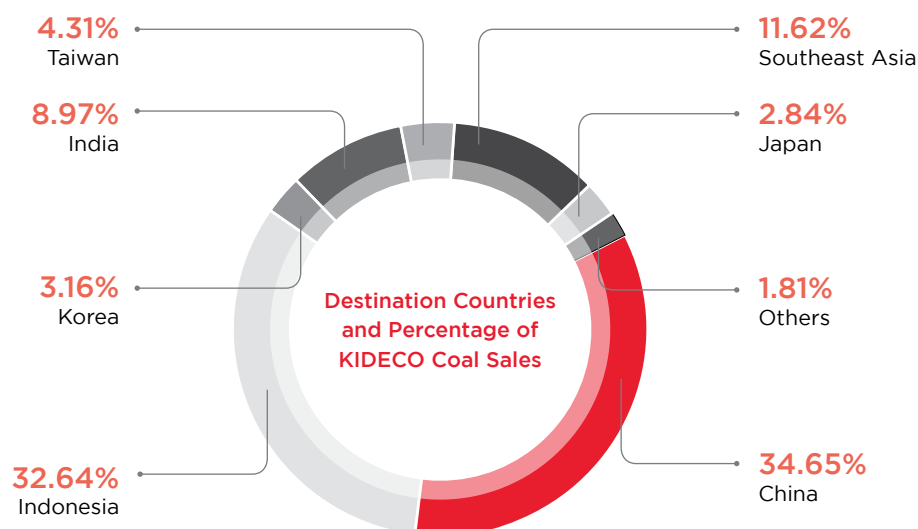 4.31%
Taiwan
8.97%
India
3.16%
Korea
32.64%
Indonesia
Destination Countries
and Percentage of
KIDECO Coal Sales
11.62%
Southeast Asia
2.84%
Japan
1.81%
Others
34.65%
China